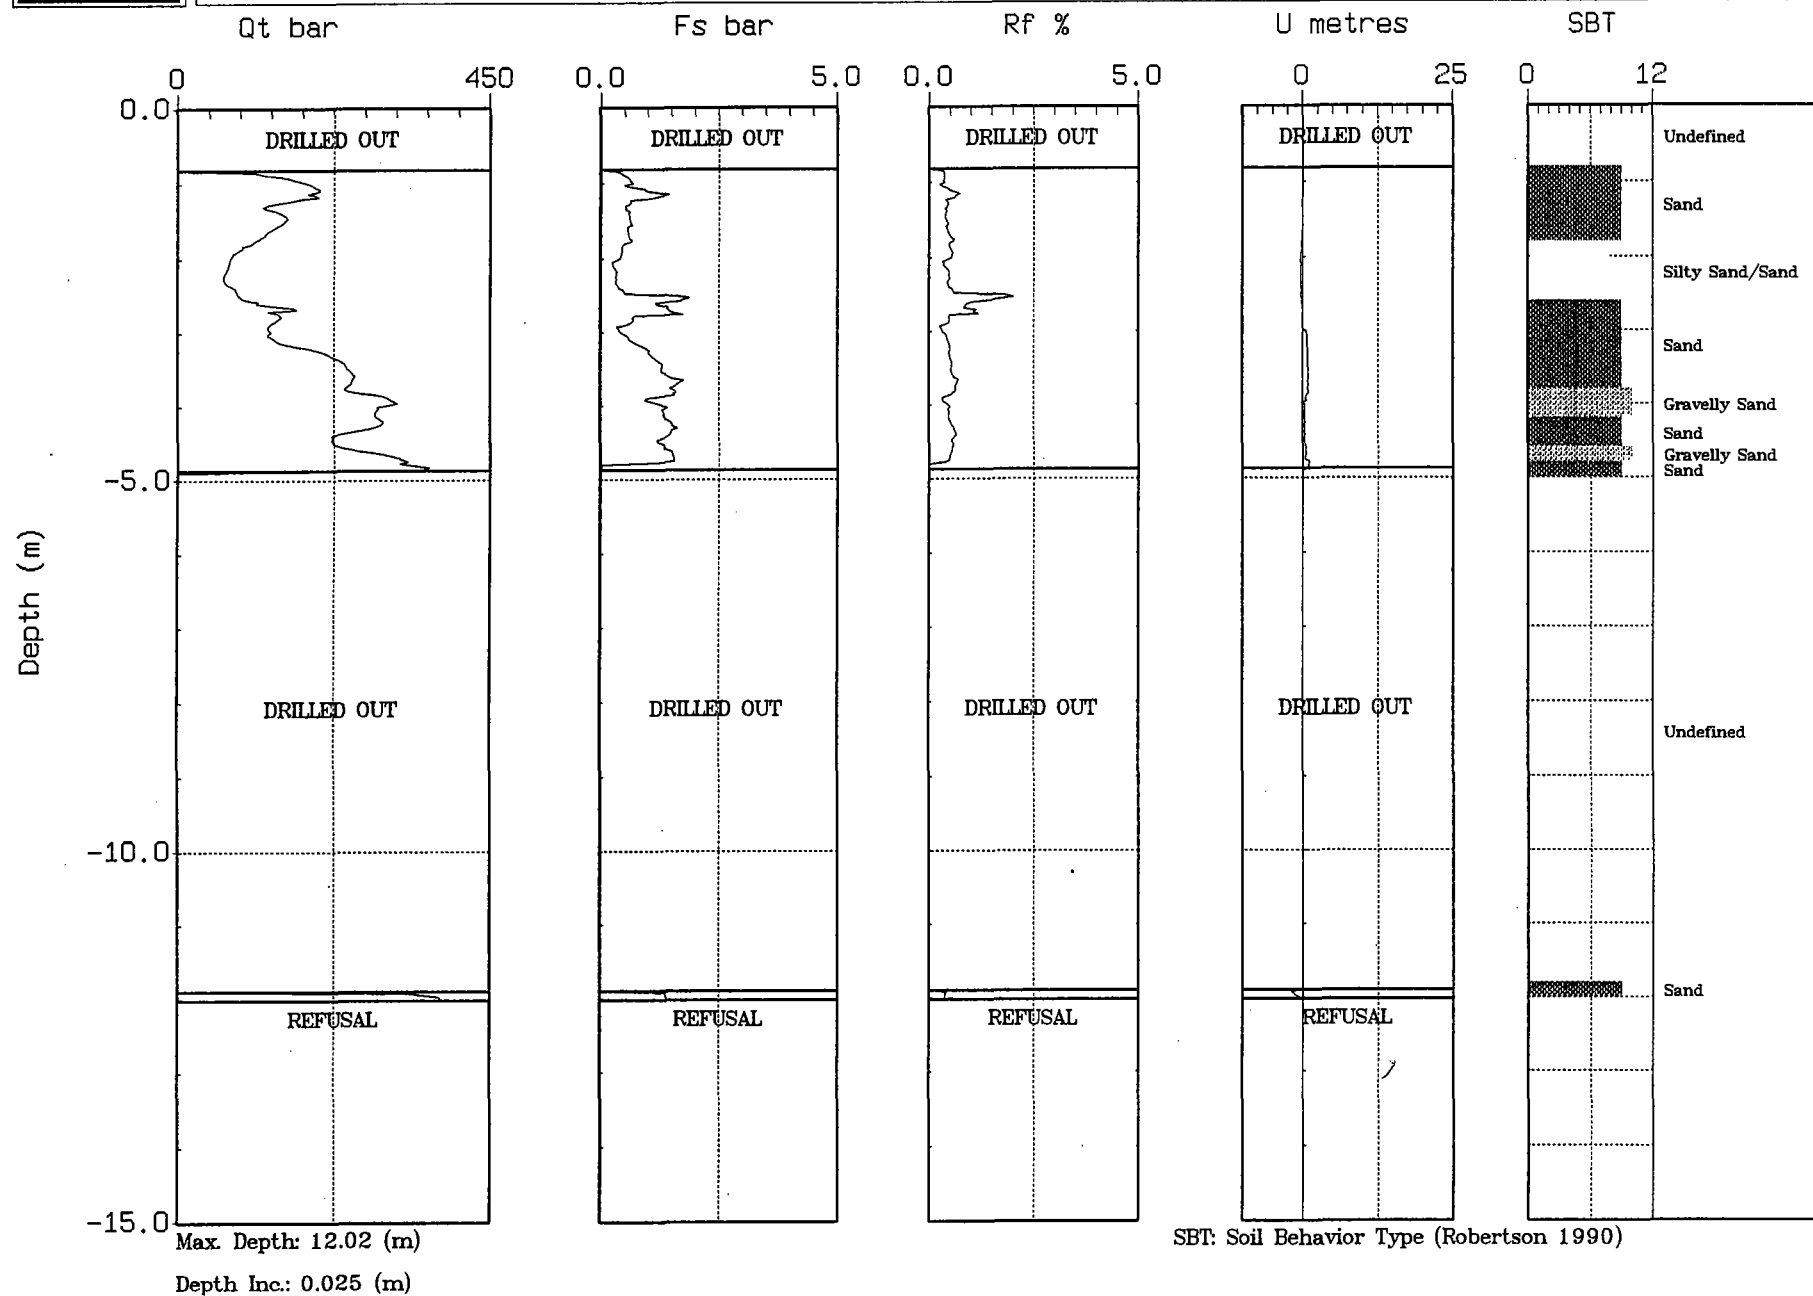 Qt bar Fs bar Rf % U metres SBT
0 450 0.0 5.0 0.0 5.0 0 25 0 12
0.0
DRILLED OUT DRILLED OUT DRILLED OUT DRILLED OUT Undefined
Sand
Silty Sand/Sand
Sand
Gravelly Sand
Sand
Gravelly Sand
Sand
-5.0
Depth (m)
DRILLED OUT DRILLED OUT DRILLED OUT DRILLED OUT
Undefined
-10.0
Sand
REFUSAL REFUSAL REFUSAL REFUSAL
-15.0
Max. Depth: 12.02 (m) SBT: Soil Behavior Type (Robertson 1990)
Depth Inc.: 0.025 (m)